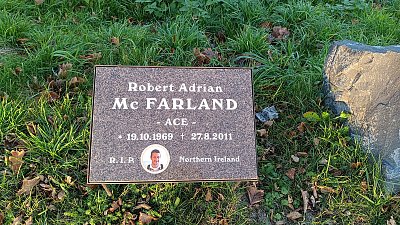 Robert Adrian
Mc FARLAND
- ACE -
* 19.10.1969 † 27.8.2011
R.I.P. Northern Ireland